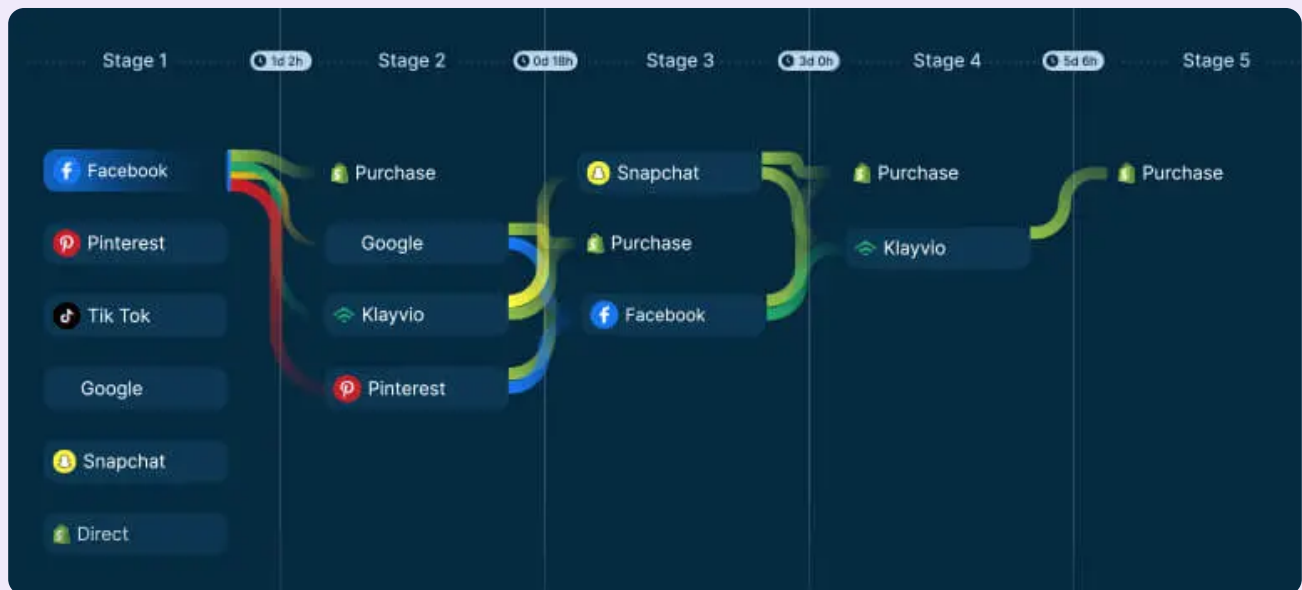 Stage 1 1d 2h Stage 2 0d 18h Stage 3 3d 0h Stage 4 5d 6h Stage 5
Facebook Purchase Snapchat Purchase Purchase
Pinterest Google Purchase Klayvio
Tik Tok Klayvio Facebook
Google Pinterest
Snapchat
Direct